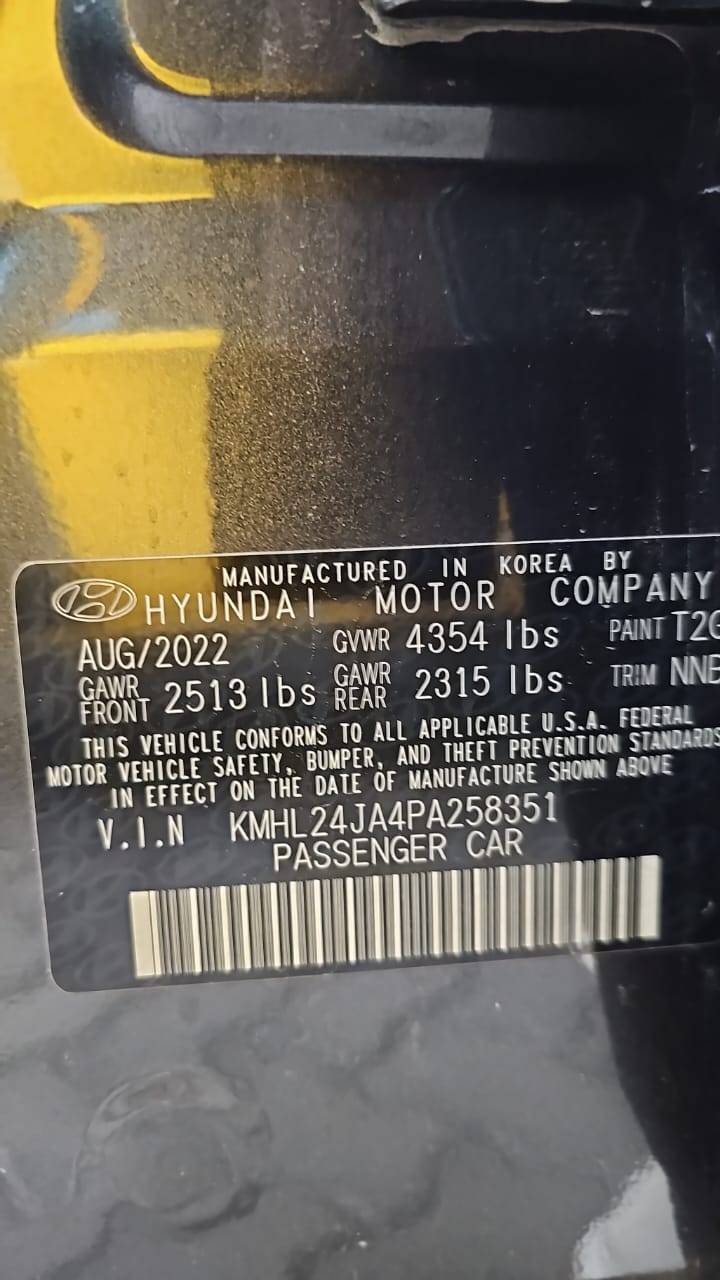 MANUFACTURED IN KOREA BY
HYUNDAI MOTOR COMPANY
AUG/2022 GVWR 4354 lbs PAINT T2G
GAWR FRONT 2513 lbs GAWR REAR 2315 lbs TRIM NNB
THIS VEHICLE CONFORMS TO ALL APPLICABLE U.S.A. FEDERAL
MOTOR VEHICLE SAFETY, BUMPER, AND THEFT PREVENTION STANDARDS
IN EFFECT ON THE DATE OF MANUFACTURE SHOWN ABOVE
V.I.N KMHL24JA4PA258351
PASSENGER CAR